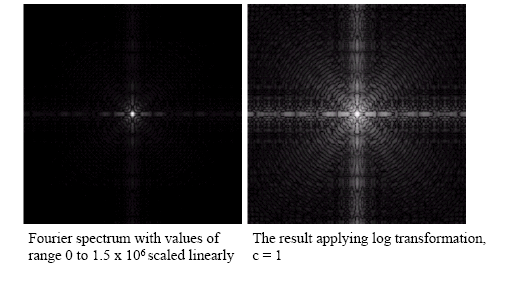 Fourier spectrum with values of
range 0 to 1.5 x 10⁶ scaled linearly
The result applying log transformation,
c = 1